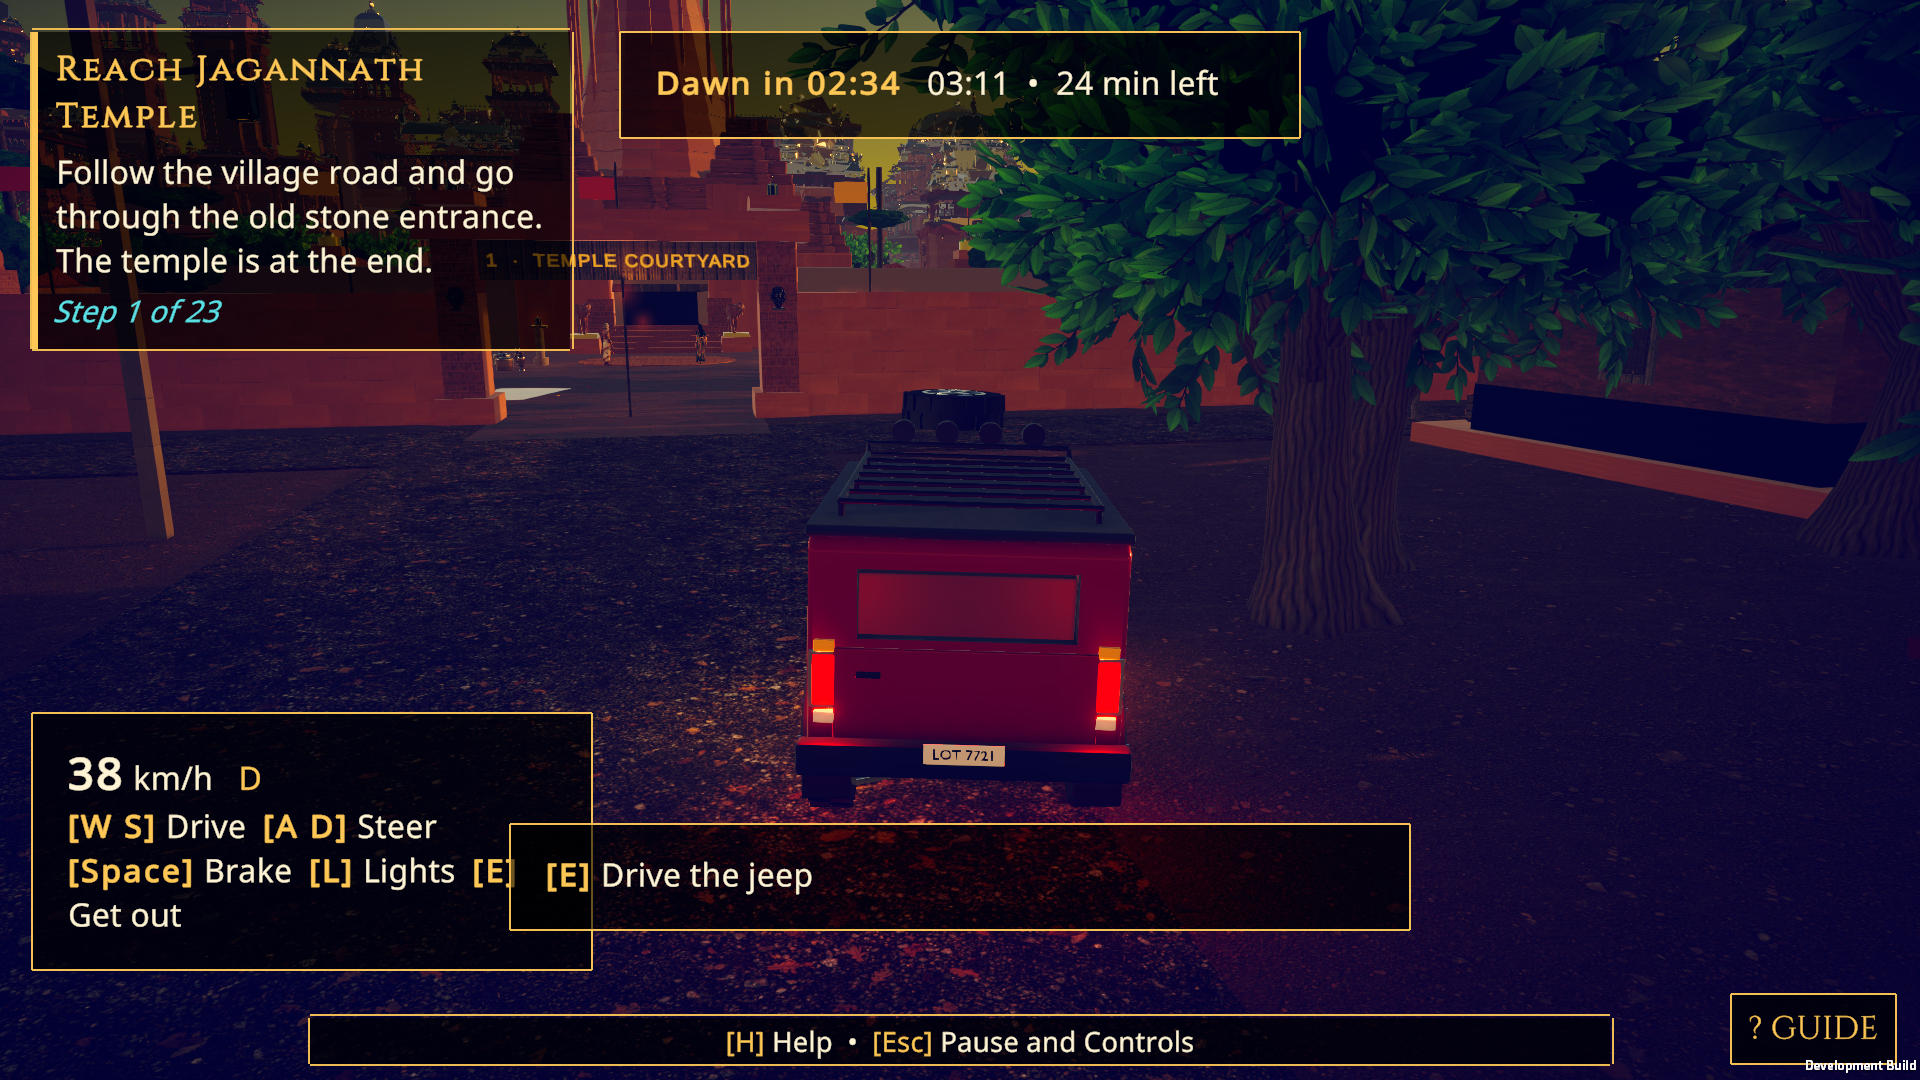 REACH JAGANNATH
TEMPLE
Follow the village road and go
through the old stone entrance.
The temple is at the end.
Step 1 of 23
Dawn in 02:34 03:11 • 24 min left
1 · TEMPLE COURTYARD
LOT 7721
38 km/h D
[W S] Drive [A D] Steer
[Space] Brake [L] Lights [E]
Get out
[E] Drive the jeep
[H] Help • [Esc] Pause and Controls
? GUIDE
Development Build